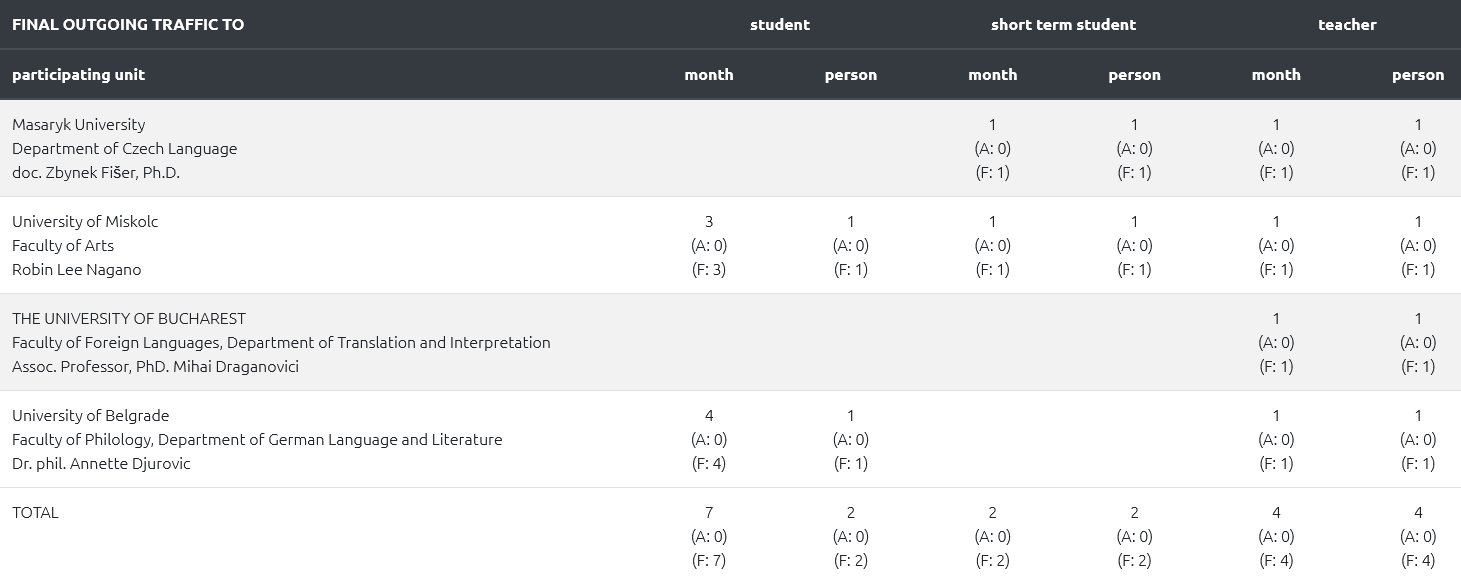 FINAL OUTGOING TRAFFIC TO student short term student teacher
participating unit month person month person month person
Masaryk University 1 1 1 1
Department of Czech Language (A: 0) (A: 0) (A: 0) (A: 0)
doc. Zbynek Fišer, Ph.D. (F: 1) (F: 1) (F: 1) (F: 1)
University of Miskolc 3 1 1 1 1 1
Faculty of Arts (A: 0) (A: 0) (A: 0) (A: 0) (A: 0) (A: 0)
Robin Lee Nagano (F: 3) (F: 1) (F: 1) (F: 1) (F: 1) (F: 1)
THE UNIVERSITY OF BUCHAREST 1 1
Faculty of Foreign Languages, Department of Translation and Interpretation (A: 0) (A: 0)
Assoc. Professor, PhD. Mihai Draganovici (F: 1) (F: 1)
University of Belgrade 4 1 1 1
Faculty of Philology, Department of German Language and Literature (A: 0) (A: 0) (A: 0) (A: 0)
Dr. phil. Annette Djurovic (F: 4) (F: 1) (F: 1) (F: 1)
TOTAL 7 2 2 2 4 4
(A: 0) (A: 0) (A: 0) (A: 0) (A: 0) (A: 0)
(F: 7) (F: 2) (F: 2) (F: 2) (F: 4) (F: 4)